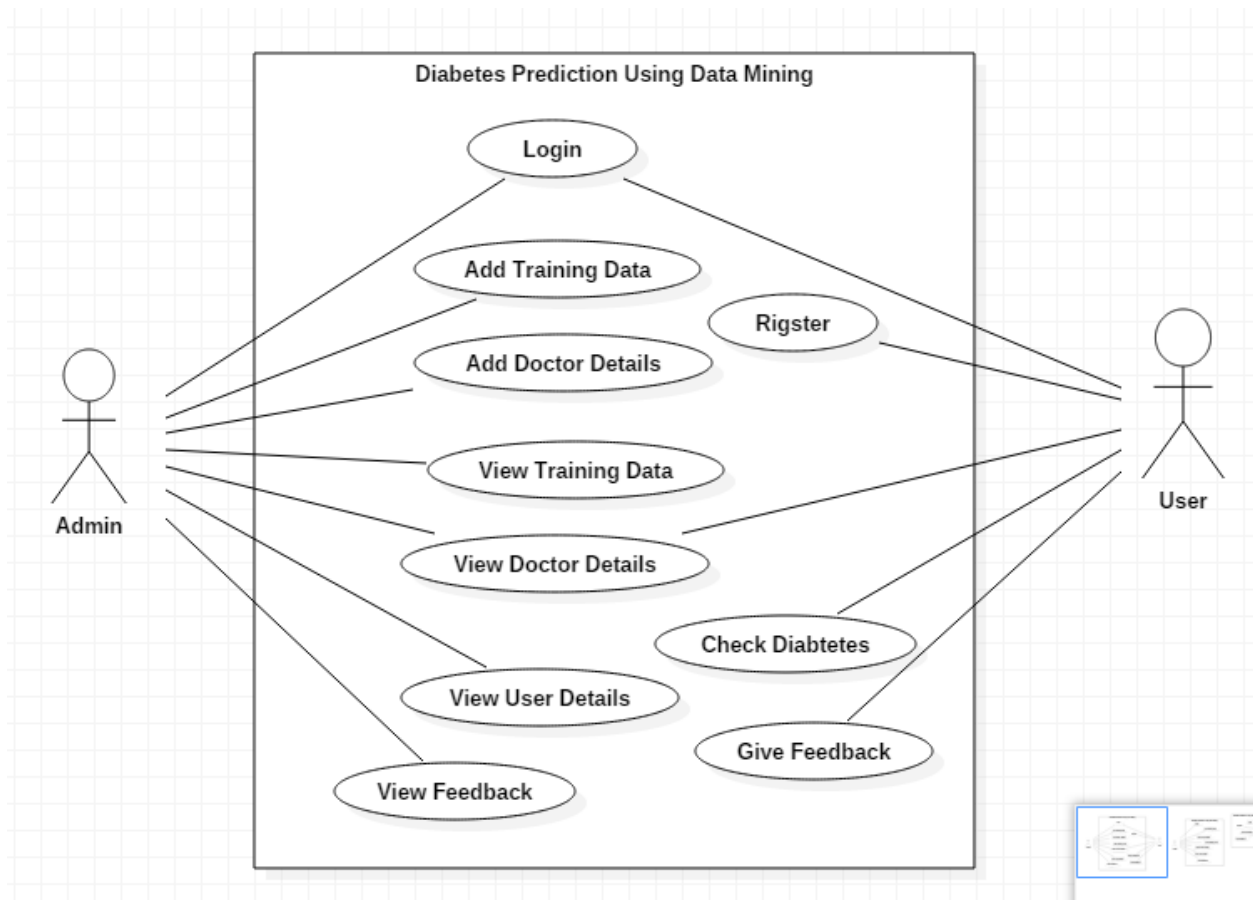 Diabetes Prediction Using Data Mining
Login
Add Training Data
Rigster
Add Doctor Details
View Training Data
Admin
User
View Doctor Details
Check Diabtetes
View User Details
Give Feedback
View Feedback